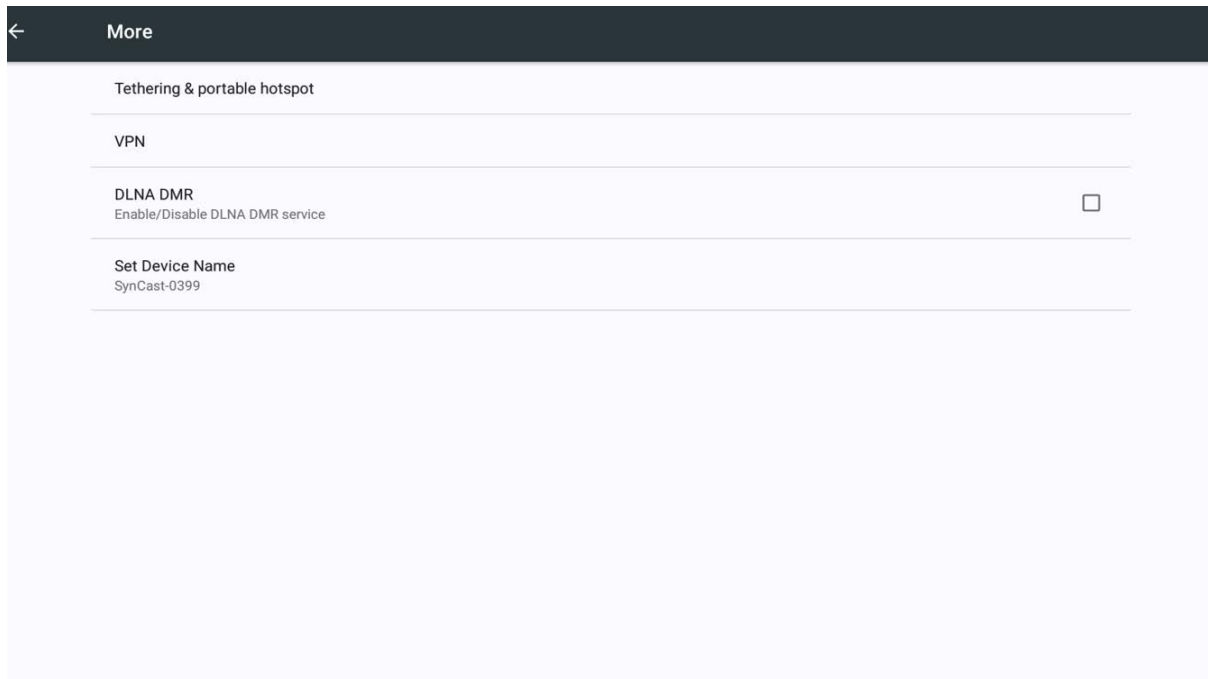 More
Tethering & portable hotspot
VPN
DLNA DMR
Enable/Disable DLNA DMR service
Set Device Name
SynCast-0399